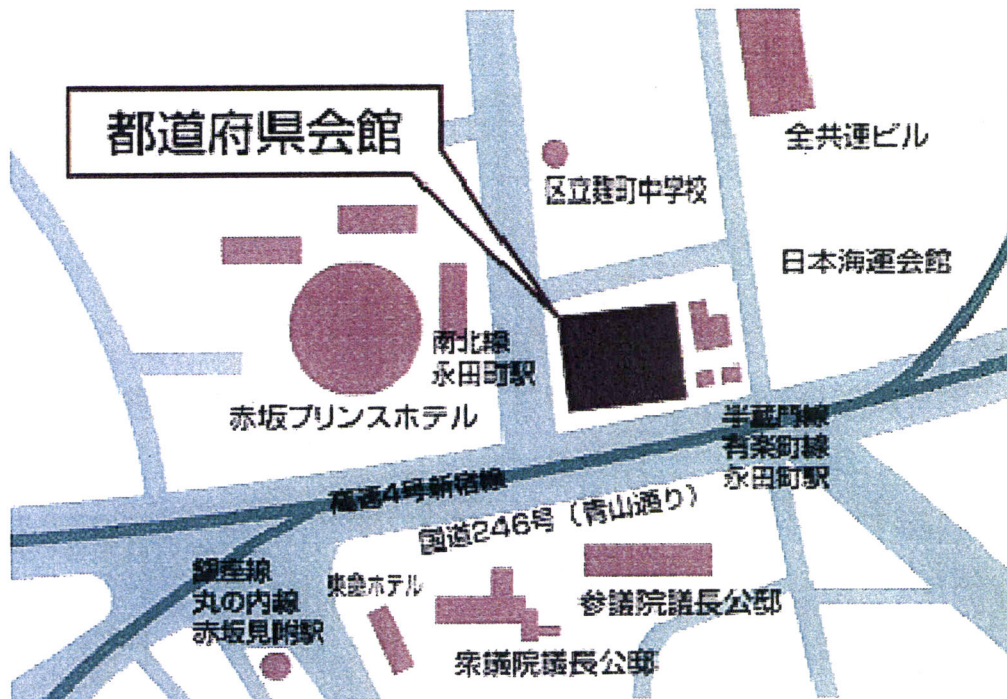 都道府県会館
全共連ビル
区立麹町中学校
日本海運会館
南北線
永田町駅
赤坂プリンスホテル
半蔵門線
有楽町線
永田町駅
高速4号新宿線
国道246号(青山通り)
銀座線
丸の内線
赤坂見附駅
東急ホテル
参議院議長公邸
衆議院議長公邸